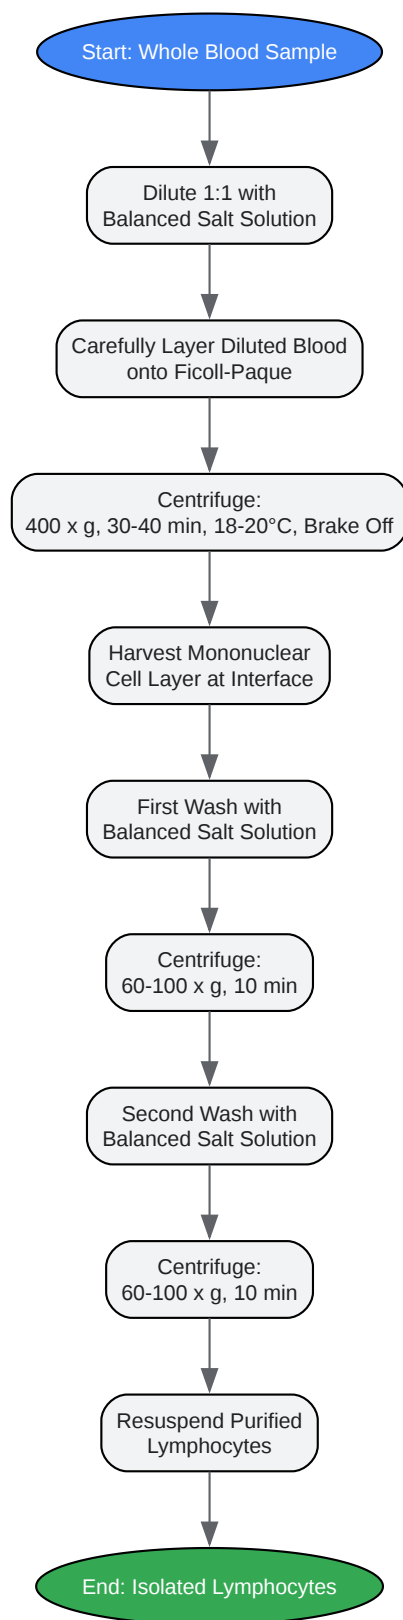 Start: Whole Blood Sample
Dilute 1:1 with
Balanced Salt Solution
Carefully Layer Diluted Blood
onto Ficoll-Paque
Centrifuge:
400 x g, 30-40 min, 18-20°C, Brake Off
Harvest Mononuclear
Cell Layer at Interface
First Wash with
Balanced Salt Solution
Centrifuge:
60-100 x g, 10 min
Second Wash with
Balanced Salt Solution
Centrifuge:
60-100 x g, 10 min
Resuspend Purified
Lymphocytes
End: Isolated Lymphocytes